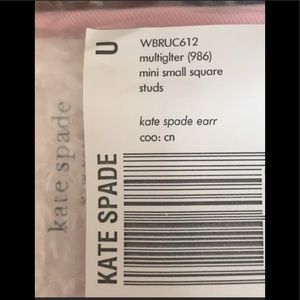 U
WBRUC612
multiglter (986)
mini small square
studs
kate spade earr
coo: cn
KATE SPADE
kate spade